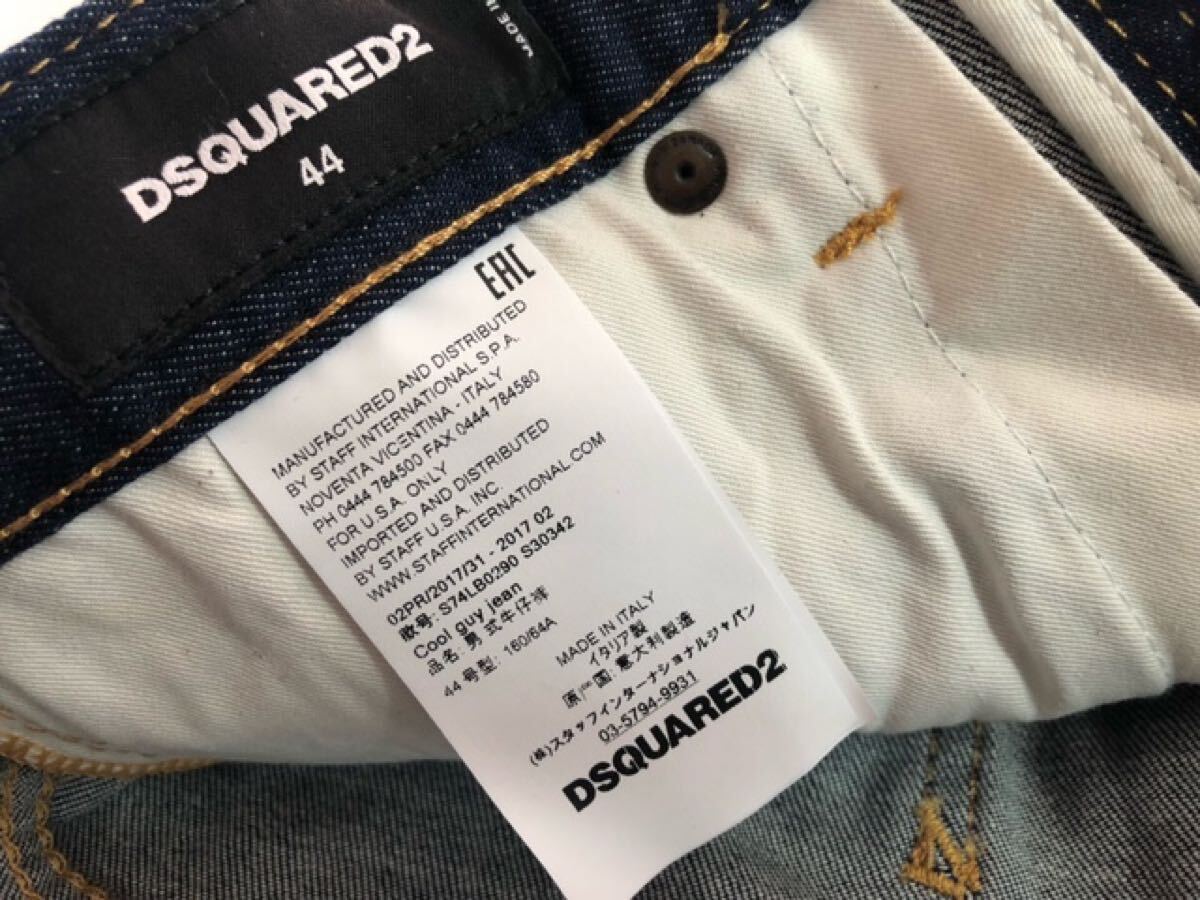 DSQUARED2
44
MADE IN
EAC
MANUFACTURED AND DISTRIBUTED
BY STAFF INTERNATIONAL S.P.A.
NOVENTA VICENTINA - ITALY
PH 0444 784500 FAX 0444 784580
FOR U.S.A. ONLY
IMPORTED AND DISTRIBUTED
BY STAFF U.S.A. INC.
WWW.STAFFINTERNATIONAL.COM
02PR/2017/31 - 2017 02
款号: S74LB0290 S30342
Cool guy jean
品名: 男式牛仔裤
44 号型: 160/64A
MADE IN ITALY
イタリア製
原产国: 意大利製造
(株)スタッフインターナショナルジャパン
03-5794-9931
DSQUARED2